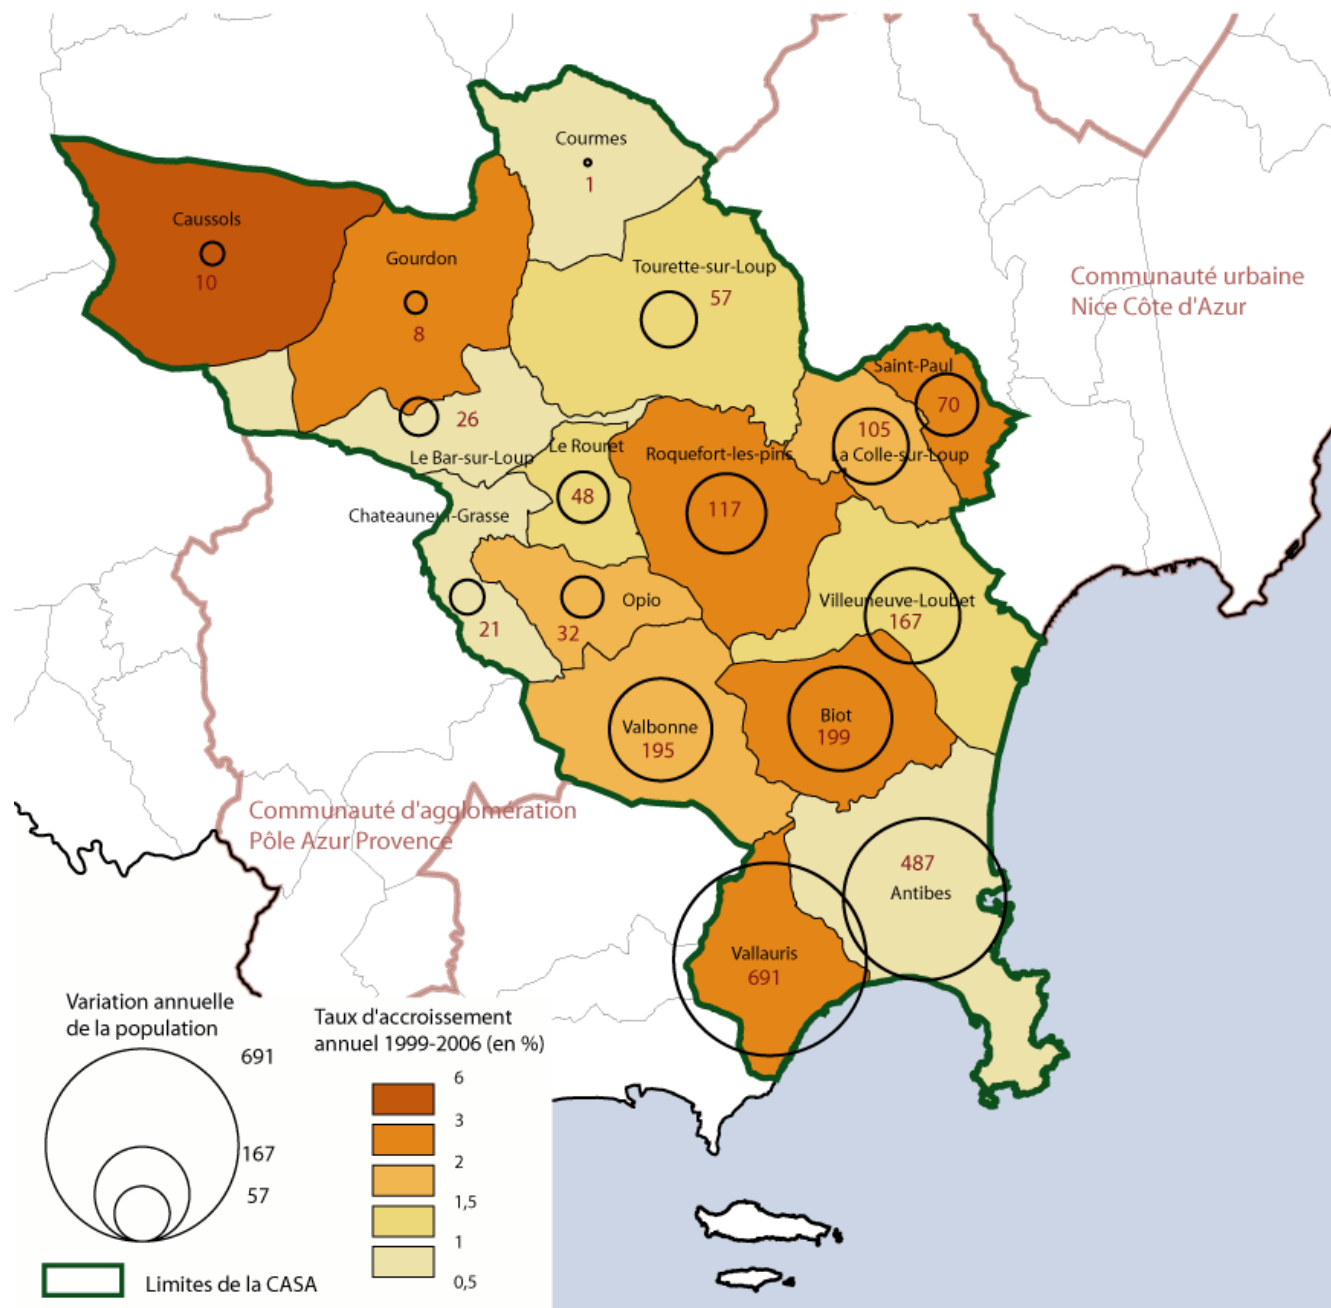 Courmes
1
Caussols
10
Gourdon
8
Tourette-sur-Loup
57
Communauté urbaine
Nice Côte d'Azur
Saint-Paul
70
105
La Colle-sur-Loup
26
Le Bar-sur-Loup
Le Rouret
48
Roquefort-les-pins
117
Chateauneuf-Grasse
21
Opio
32
Villeuneuve-Loubet
167
Valbonne
195
Biot
199
Communauté d'agglomération
Pôle Azur Provence
487
Antibes
Vallauris
691
Variation annuelle
de la population
691
167
57
Limites de la CASA
Taux d'accroissement
annuel 1999-2006 (en %)
6
3
2
1,5
1
0,5